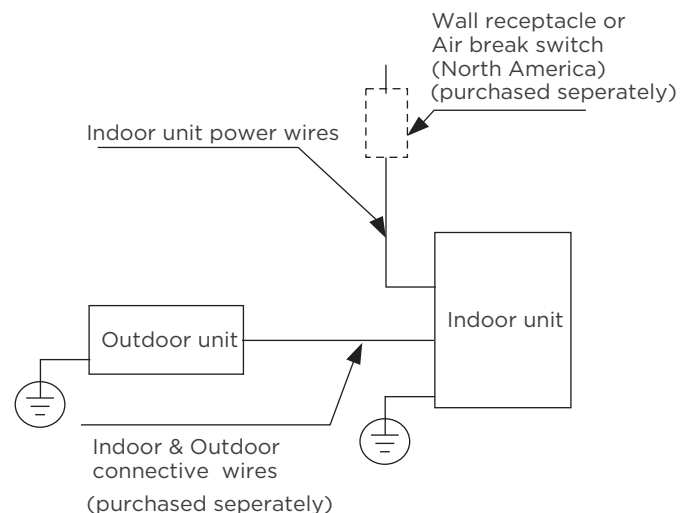 Wall receptacle or
Air break switch
(North America)
(purchased seperately)
Indoor unit power wires
Indoor unit
Outdoor unit
Indoor & Outdoor
connective wires
(purchased seperately)